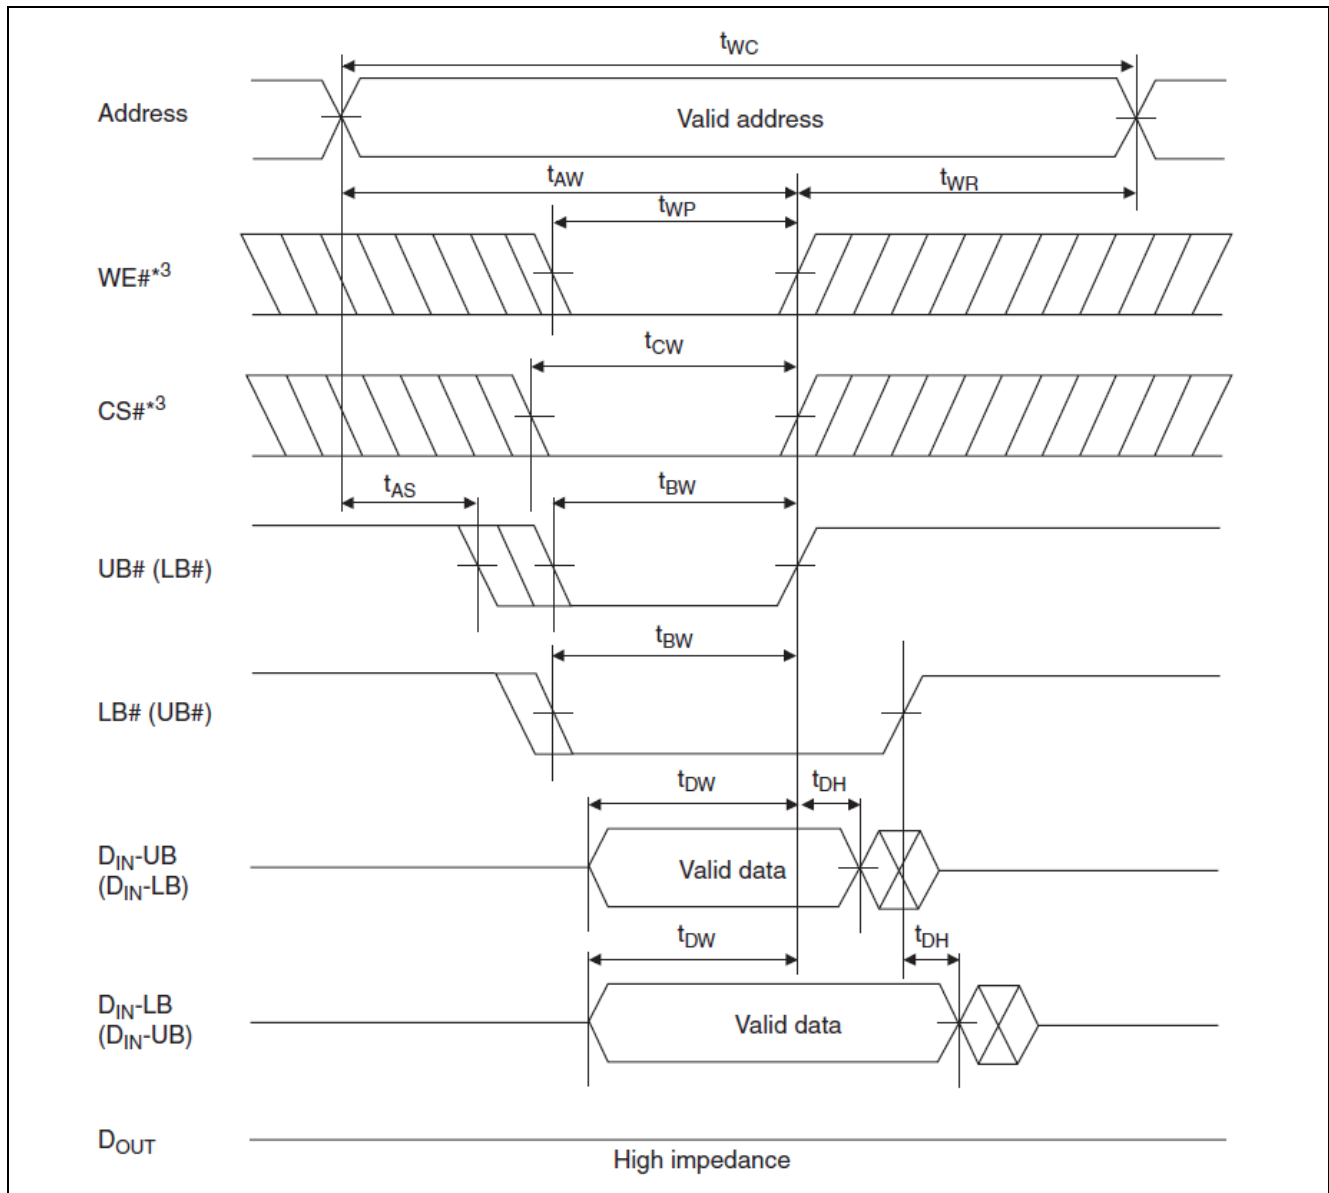 tWC
Address
Valid address
tAW
tWR
tWP
WE#*3
tCW
CS#*3
tAS
tBW
UB# (LB#)
tBW
LB# (UB#)
tDW
tDH
DIN-UB
(DIN-LB)
Valid data
tDW
tDH
DIN-LB
(DIN-UB)
Valid data
DOUT
High impedance